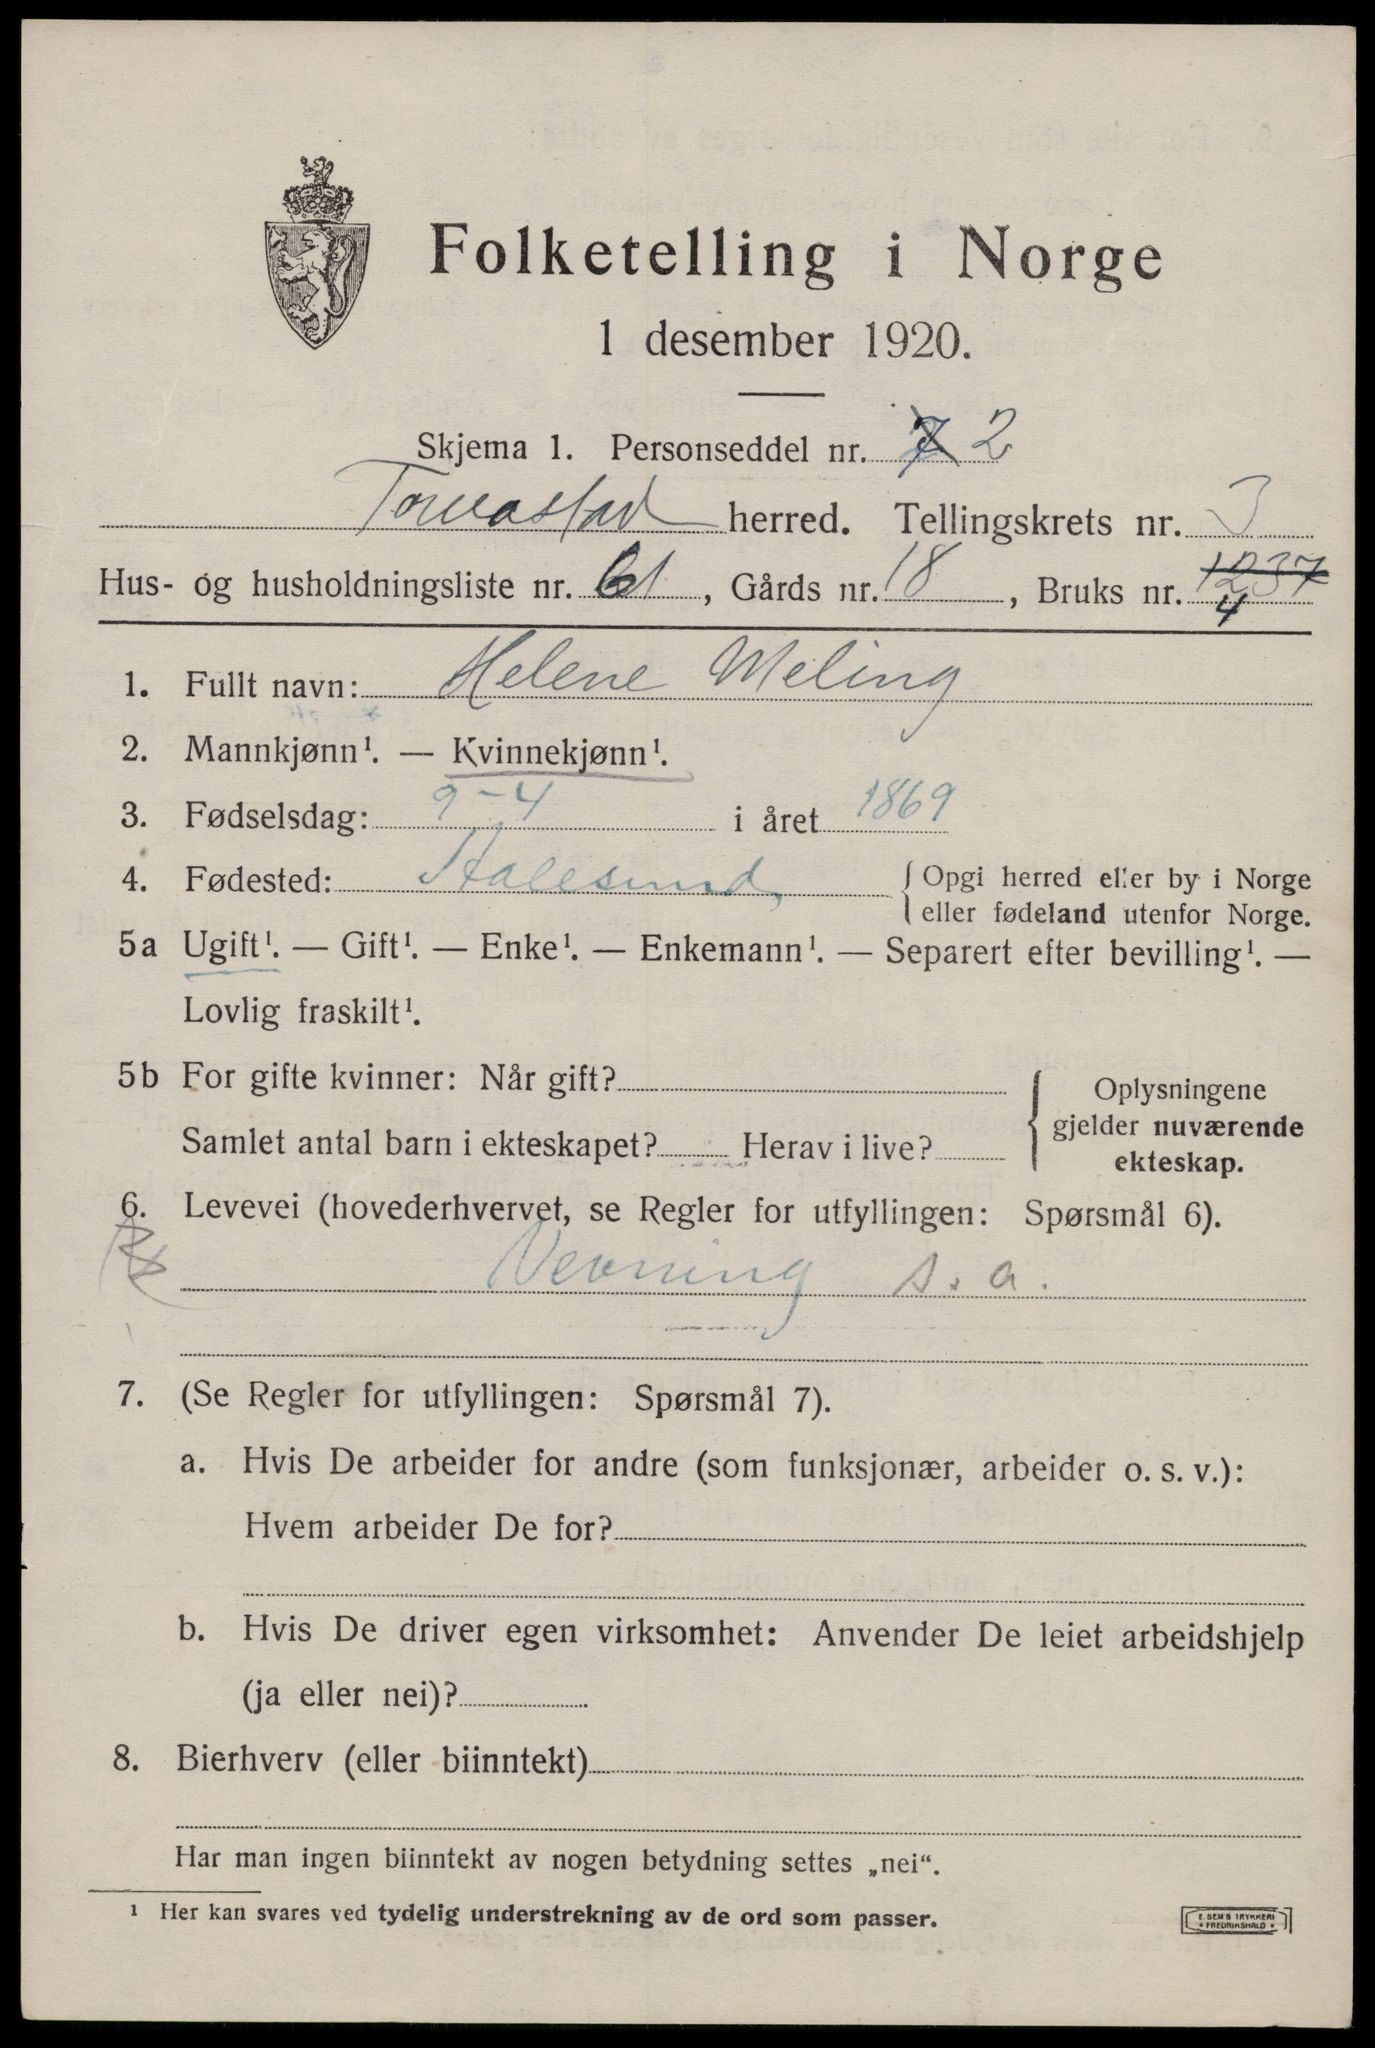 Folketelling i Norge
1 desember 1920.
Skjema 1. Personseddel nr. 2
Torvastad herred. Tellingskrets nr. 3
Hus- og husholdningsliste nr. 61, Gårds nr. 18, Bruks nr. 1237
4
1. Fullt navn: Helene Meling
2. Mannkjønn¹. — Kvinnekjønn¹.
3. Fødselsdag: 9-4 i året 1869
4. Fødested: Stalesund, { Opgi herred eller by i Norge
eller fødeland utenfor Norge.
5a Ugift¹. — Gift¹. — Enke¹. — Enkemann¹. — Separert efter bevilling¹. —
Lovlig fraskilt¹.
5b For gifte kvinner: Når gift?
Samlet antal barn i ekteskapet? Herav i live?
{ Oplysningene
gjelder nuværende
ekteskap.
6. Levevei (hovederhvervet, se Regler for utfyllingen: Spørsmål 6).
Vevning s. a.
7. (Se Regler for utfyllingen: Spørsmål 7).
a. Hvis De arbeider for andre (som funksjonær, arbeider o. s. v.):
Hvem arbeider De for?
b. Hvis De driver egen virksomhet: Anvender De leiet arbeidshjelp
(ja eller nei)?
8. Bierhverv (eller biinntekt)
Har man ingen biinntekt av nogen betydning settes „nei“.
¹ Her kan svares ved tydelig understrekning av de ord som passer.
E. SEM'S TRYKKERI
FREDRIKSHALD